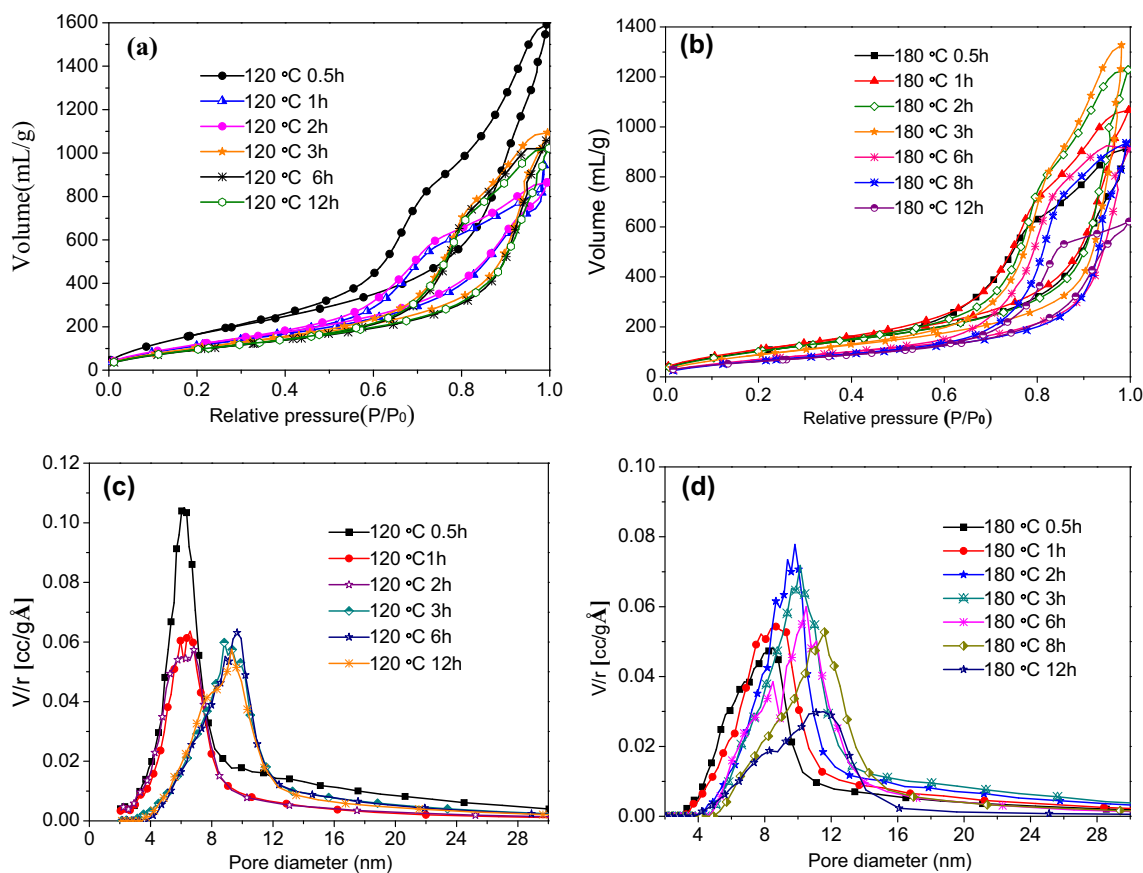 (a)
1600
1400
1200
1000
800
600
400
200
0
Volume(mL/g)
120 °C 0.5h
120 °C 1h
120 °C 2h
120 °C 3h
120 °C 6h
120 °C 12h
0.0 0.2 0.4 0.6 0.8 1.0
Relative pressure(P/P0)
(b)
1400
1300
1200
1100
1000
900
800
700
600
500
400
300
200
100
0
Volume (mL/g)
180 °C 0.5h
180 °C 1h
180 °C 2h
180 °C 3h
180 °C 6h
180 °C 8h
180 °C 12h
0.0 0.2 0.4 0.6 0.8 1.0
Relative pressure (P/P0)
(c)
0.12
0.10
0.08
0.06
0.04
0.02
0.00
V/r [cc/gÅ]
120 °C 0.5h
120 °C1h
120 °C 2h
120 °C 3h
120 °C 6h
120 °C 12h
0 4 8 12 16 20 24 28
Pore diameter (nm)
(d)
0.10
0.08
0.06
0.04
0.02
0.00
V/r [cc/gÅ]
180 °C 0.5h
180 °C 1h
180 °C 2h
180 °C 3h
180 °C 6h
180 °C 8h
180 °C 12h
4 8 12 16 20 24 28
Pore diameter (nm)